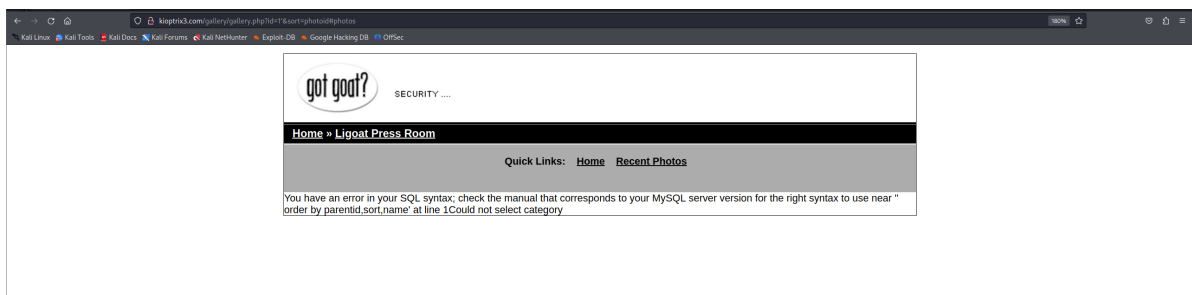 kioptrix3.com/gallery/gallery.php?id=1'&sort=photoid#photos
180%
Kali Linux Kali Tools Kali Docs Kali Forums Kali NetHunter Exploit-DB Google Hacking DB OffSec
got goat?
SECURITY ....
Home » Ligoat Press Room
Quick Links: Home Recent Photos
You have an error in your SQL syntax; check the manual that corresponds to your MySQL server version for the right syntax to use near ''
order by parentid,sort,name' at line 1Could not select category